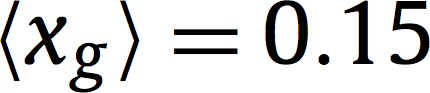 ⟨x_g⟩ = 0.15